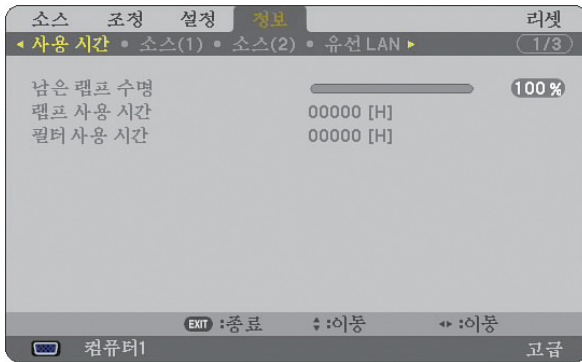 소스 조정 설정 정보 리셋
사용 시간 • 소스(1) • 소스(2) • 유선 LAN 1/3
남은 램프 수명 100 %
램프 사용 시간 00000 [H]
필터 사용 시간 00000 [H]
EXIT :종료 :이동 :이동
컴퓨터1 고급